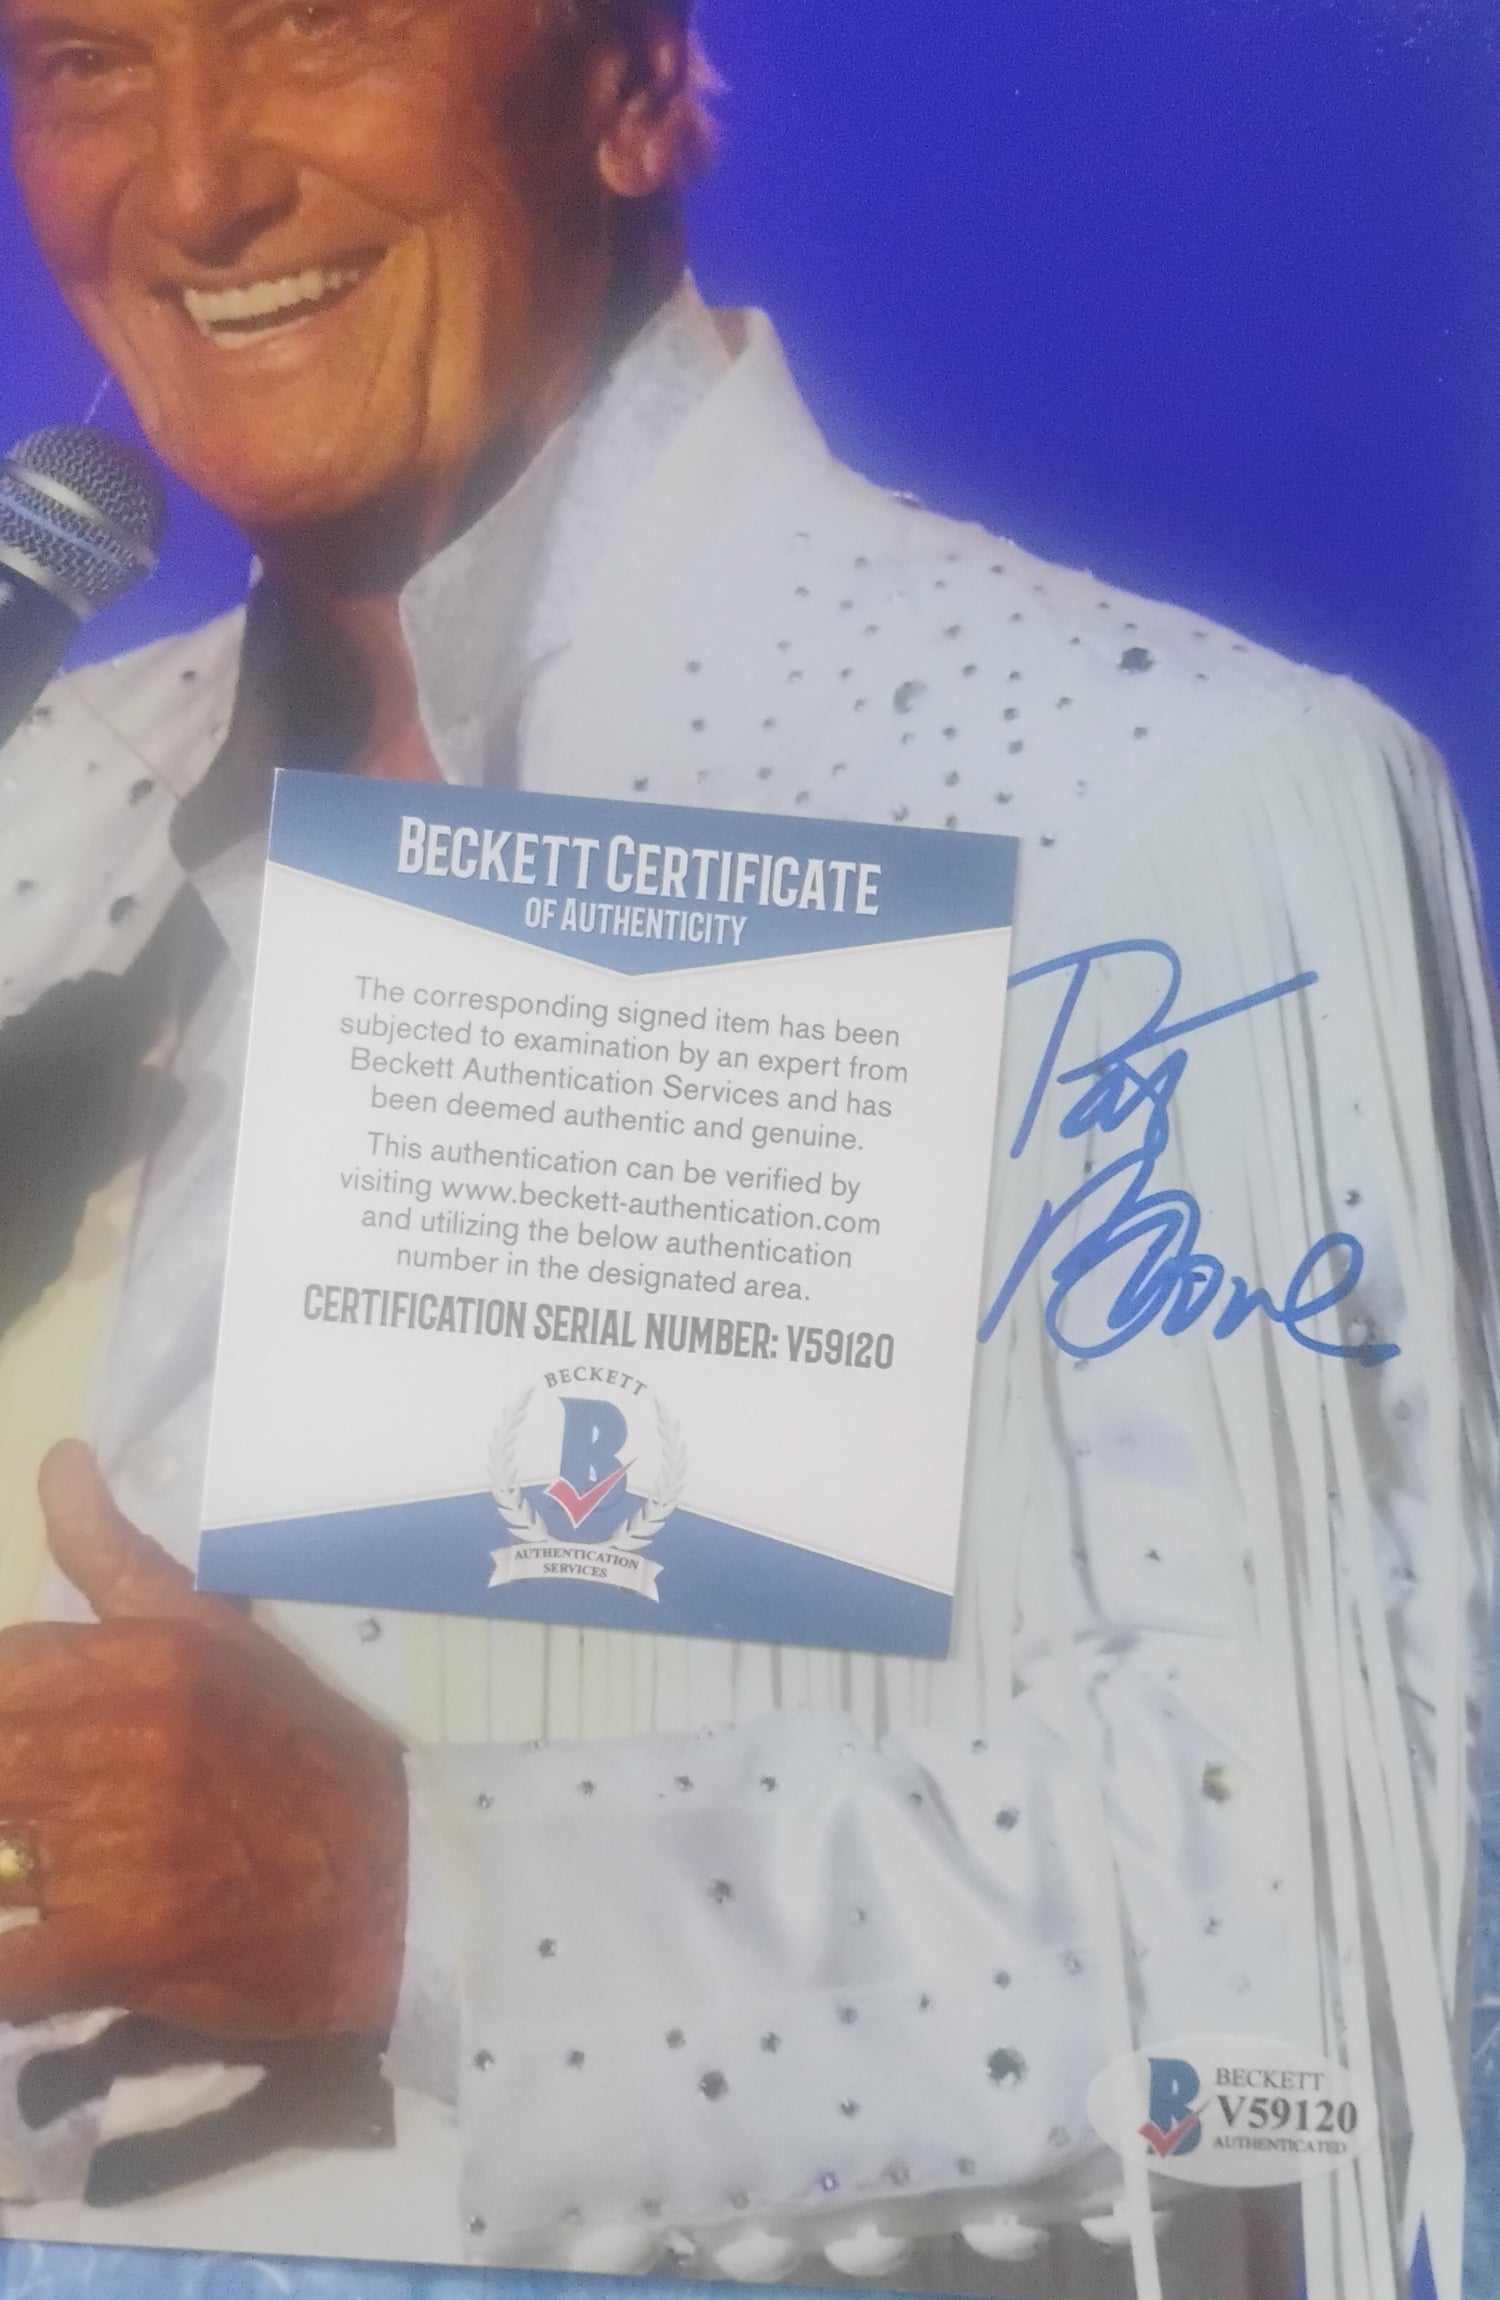 BECKETT CERTIFICATE
OF AUTHENTICITY
The corresponding signed item has been
subjected to examination by an expert from
Beckett Authentication Services and has
been deemed authentic and genuine.
This authentication can be verified by
visiting www.beckett-authentication.com
and utilizing the below authentication
number in the designated area.
CERTIFICATION SERIAL NUMBER: V59120
BECKETT
B
AUTHENTICATION
SERVICES
Pat
Boone
B
BECKETT
V59120
AUTHENTICATED